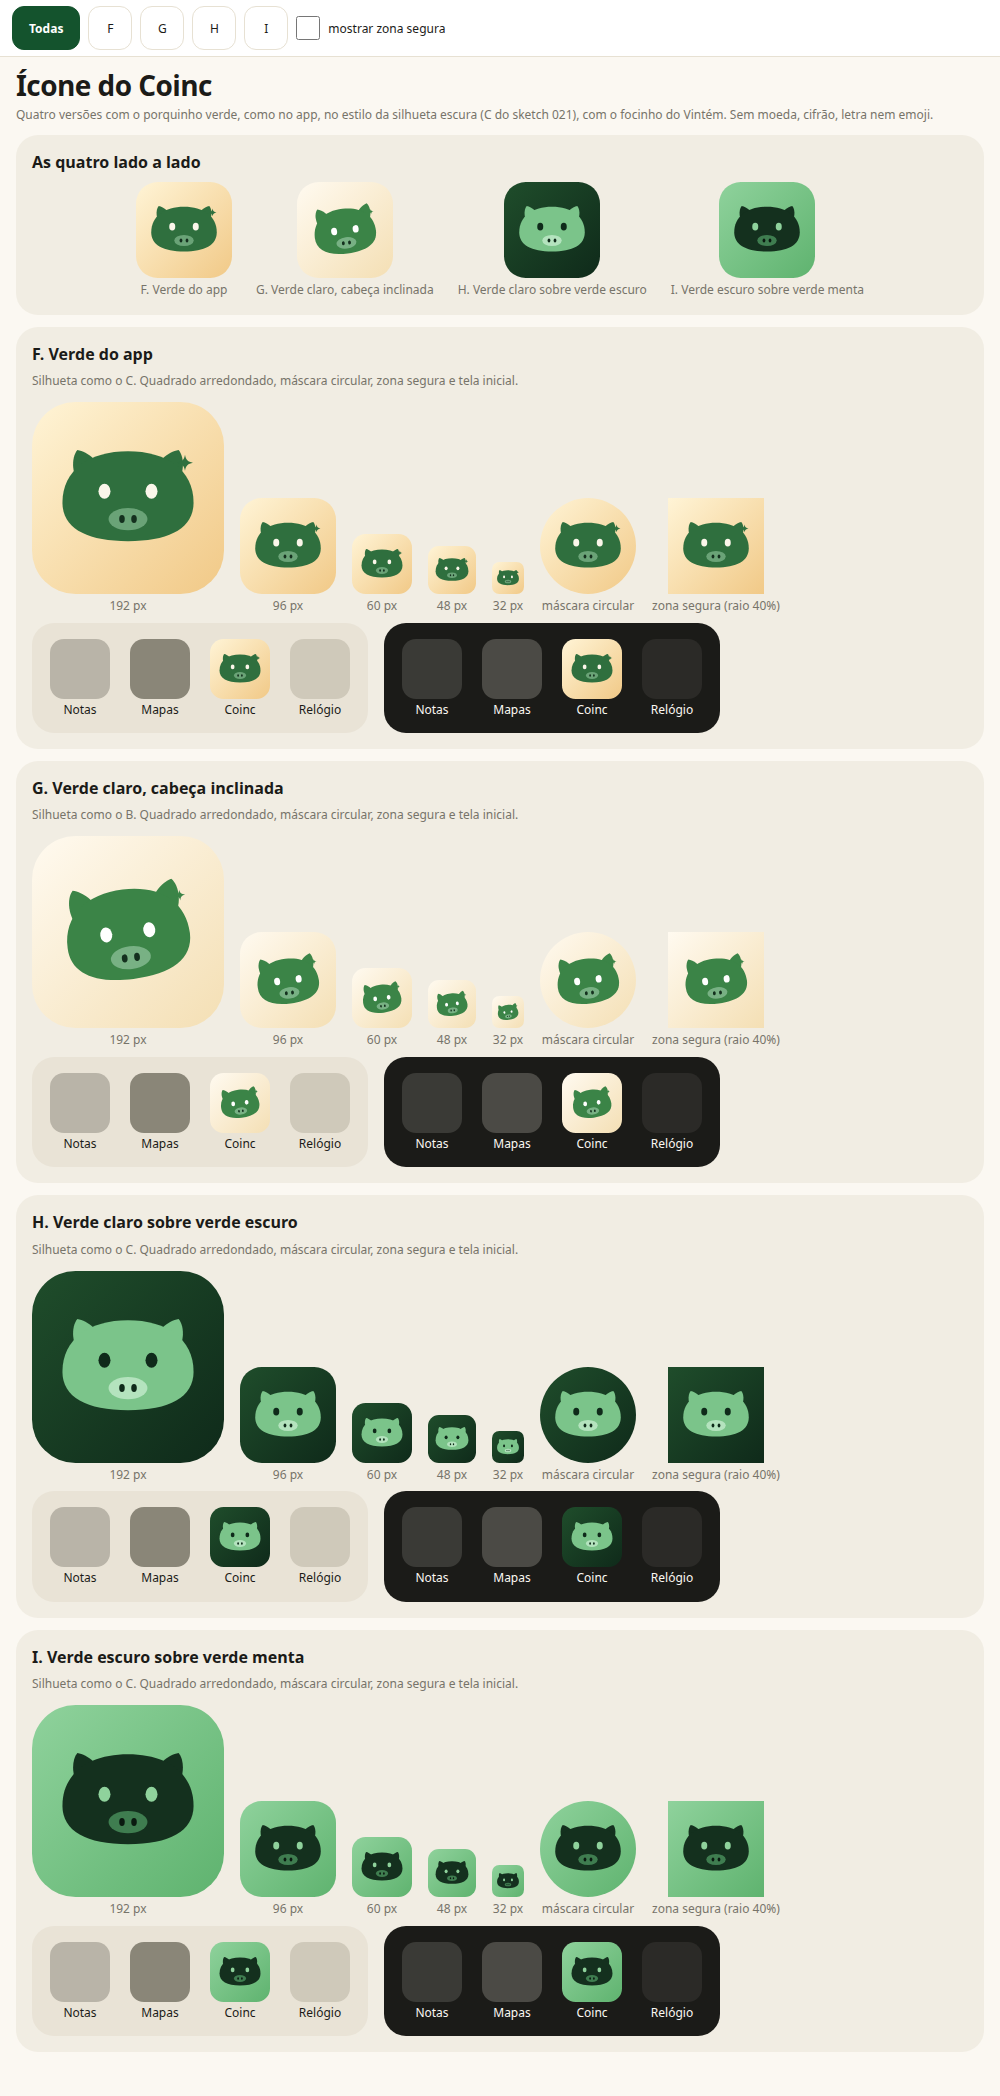 Todas F G H I mostrar zona segura
Ícone do Coinc
Quatro versões com o porquinho verde, como no app, no estilo da silhueta escura (C do sketch 021), com o focinho do Vintém. Sem moeda, cifrão, letra nem emoji.
As quatro lado a lado
F. Verde do app G. Verde claro, cabeça inclinada H. Verde claro sobre verde escuro I. Verde escuro sobre verde menta
F. Verde do app
Silhueta como o C. Quadrado arredondado, máscara circular, zona segura e tela inicial.
192 px 96 px 60 px 48 px 32 px máscara circular zona segura (raio 40%)
Notas Mapas Coinc Relógio Notas Mapas Coinc Relógio
G. Verde claro, cabeça inclinada
Silhueta como o B. Quadrado arredondado, máscara circular, zona segura e tela inicial.
192 px 96 px 60 px 48 px 32 px máscara circular zona segura (raio 40%)
Notas Mapas Coinc Relógio Notas Mapas Coinc Relógio
H. Verde claro sobre verde escuro
Silhueta como o C. Quadrado arredondado, máscara circular, zona segura e tela inicial.
192 px 96 px 60 px 48 px 32 px máscara circular zona segura (raio 40%)
Notas Mapas Coinc Relógio Notas Mapas Coinc Relógio
I. Verde escuro sobre verde menta
Silhueta como o C. Quadrado arredondado, máscara circular, zona segura e tela inicial.
192 px 96 px 60 px 48 px 32 px máscara circular zona segura (raio 40%)
Notas Mapas Coinc Relógio Notas Mapas Coinc Relógio